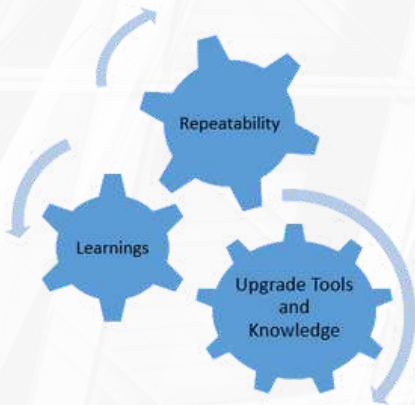 Repeatability
Learnings
Upgrade Tools
and
Knowledge